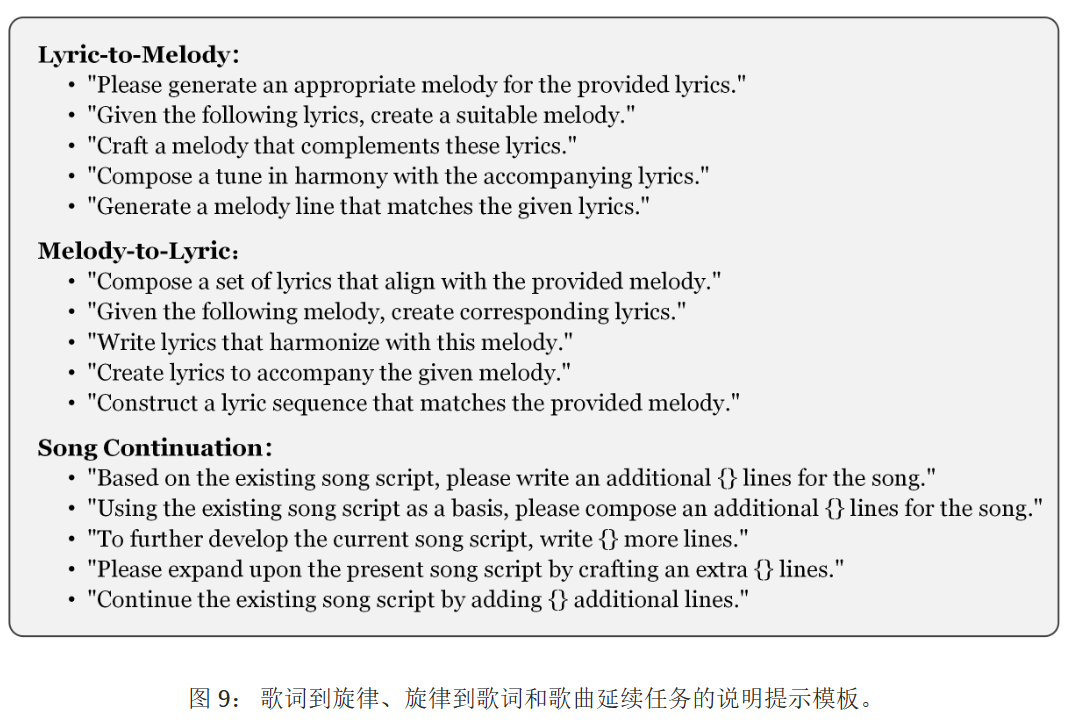 Lyric-to-Melody：
• "Please generate an appropriate melody for the provided lyrics."
• "Given the following lyrics, create a suitable melody."
• "Craft a melody that complements these lyrics."
• "Compose a tune in harmony with the accompanying lyrics."
• "Generate a melody line that matches the given lyrics."
Melody-to-Lyric：
• "Compose a set of lyrics that align with the provided melody."
• "Given the following melody, create corresponding lyrics."
• "Write lyrics that harmonize with this melody."
• "Create lyrics to accompany the given melody."
• "Construct a lyric sequence that matches the provided melody."
Song Continuation：
• "Based on the existing song script, please write an additional {} lines for the song."
• "Using the existing song script as a basis, please compose an additional {} lines for the song."
• "To further develop the current song script, write {} more lines."
• "Please expand upon the present song script by crafting an extra {} lines."
• "Continue the existing song script by adding {} additional lines."
图 9： 歌词到旋律、旋律到歌词和歌曲延续任务的说明提示模板。